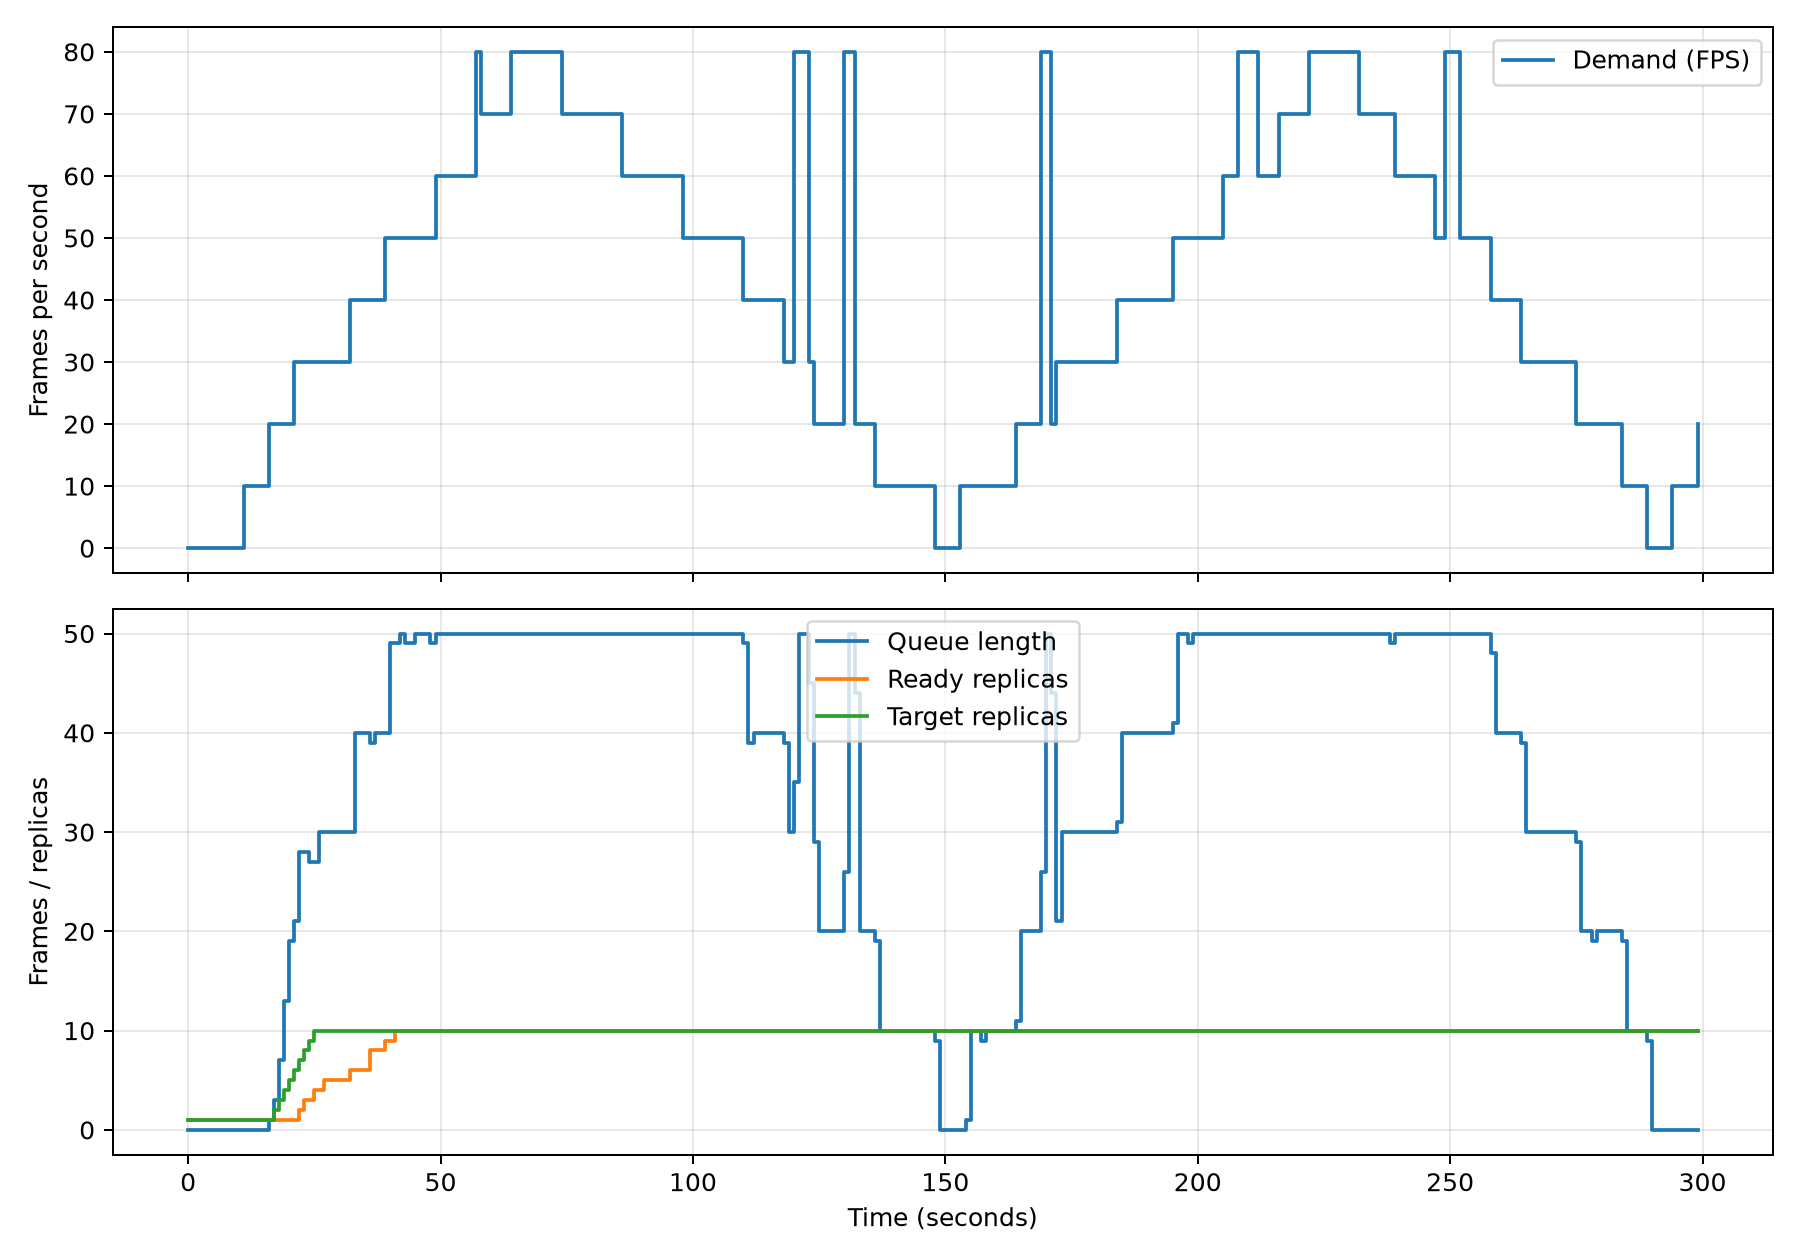 Demand (FPS)
80
70
60
50
40
30
20
10
0
Frames per second
Queue length
Ready replicas
Target replicas
50
40
30
20
10
0
Frames / replicas
0 50 100 150 200 250 300
Time (seconds)